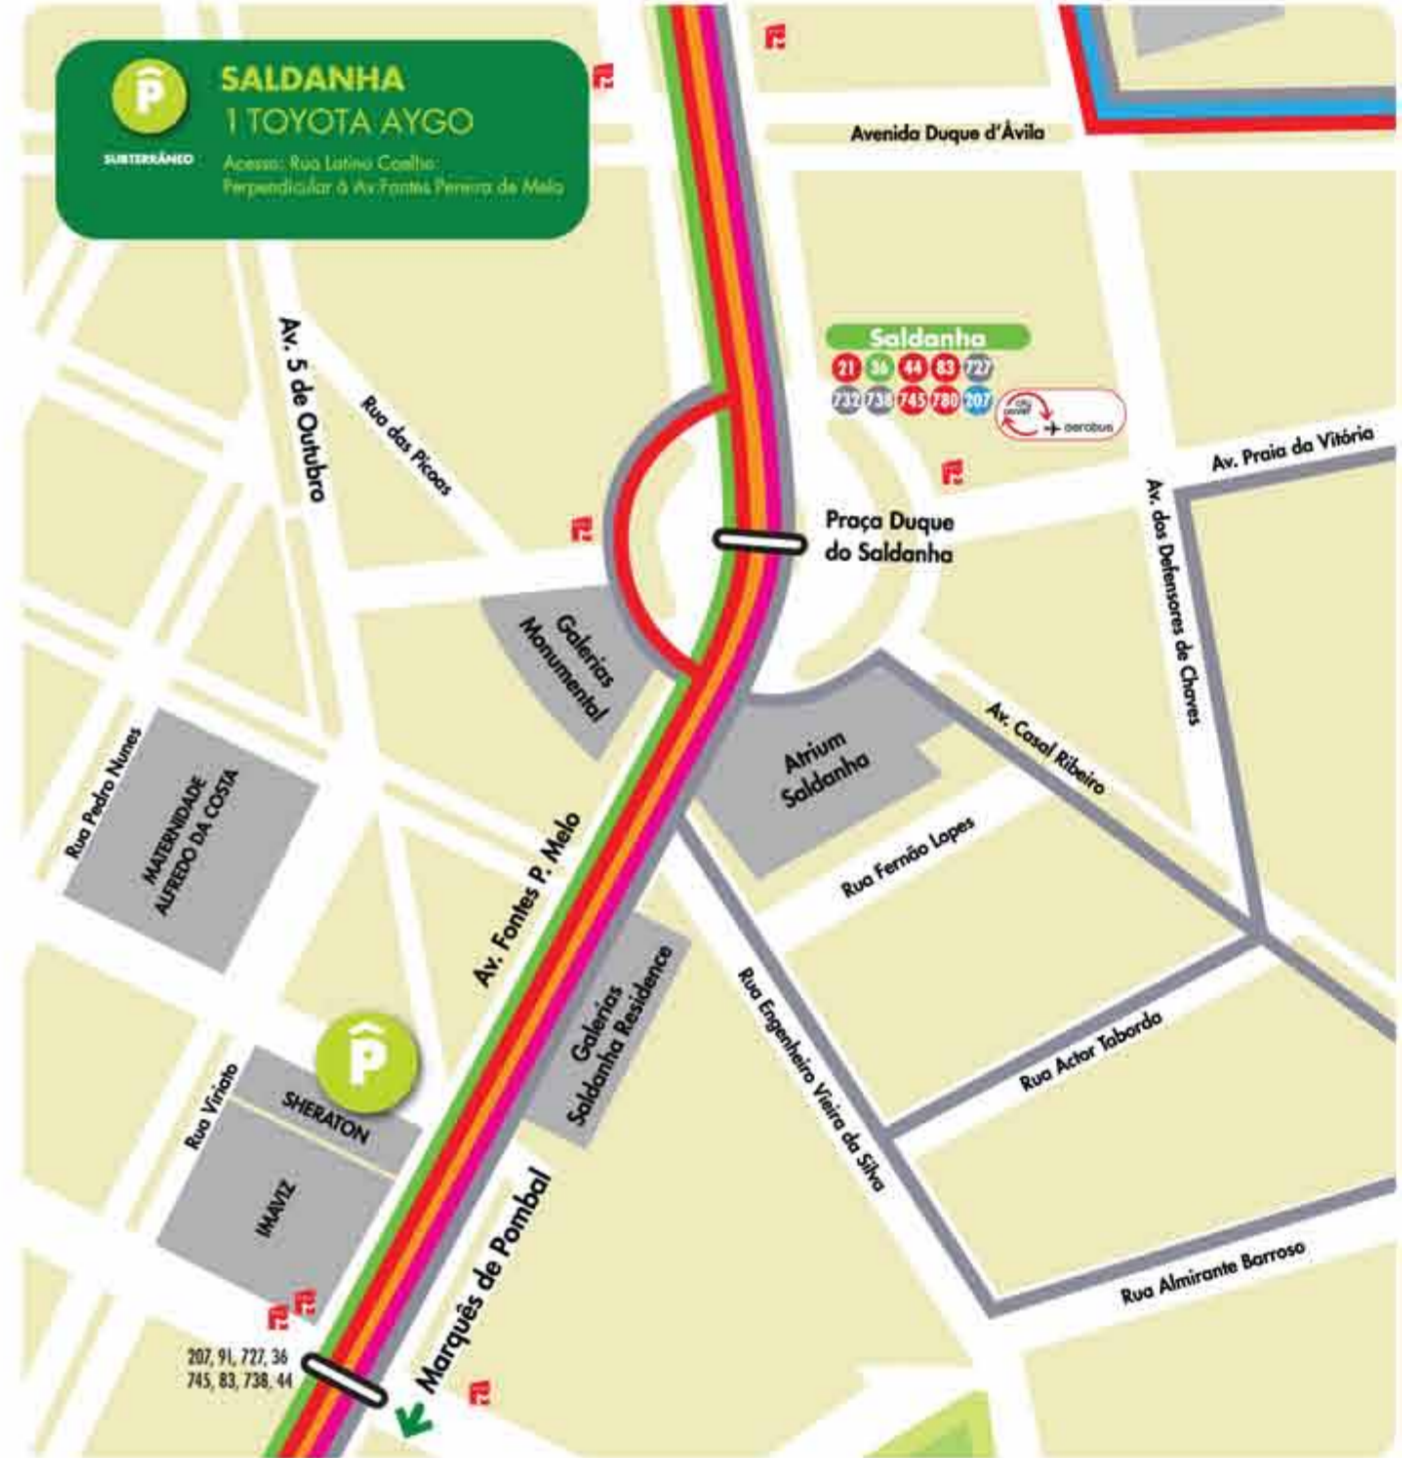 P
SUBTERRÂNEO
SALDANHA
1 TOYOTA AYGO
Acesso: Rua Latino Coelho:
Perpendicular à Av.Fontes Pereira de Melo
Avenida Duque d'Ávila
Av. 5 de Outubro
Rua das Picoas
Saldanha
21 36 44 83 727
732 738 745 780 207
aerobus
Av. Praia da Vitória
Praça Duque
do Saldanha
Av. dos Defensores de Chaves
Galerias
Monumental
Atrium
Saldanha
Av. Casal Ribeiro
Rua Pedro Nunes
MATERNIDADE
ALFREDO DA COSTA
Rua Fernão Lopes
Av. Fontes P. Melo
Galerias
Saldanha Residence
Rua Engenheiro Vieira da Silva
Rua Actor Taborda
P
Rua Viriato
SHERATON
IMAVIZ
Marquês de Pombal
Rua Almirante Barroso
207, 91, 727, 36
745, 83, 738, 44